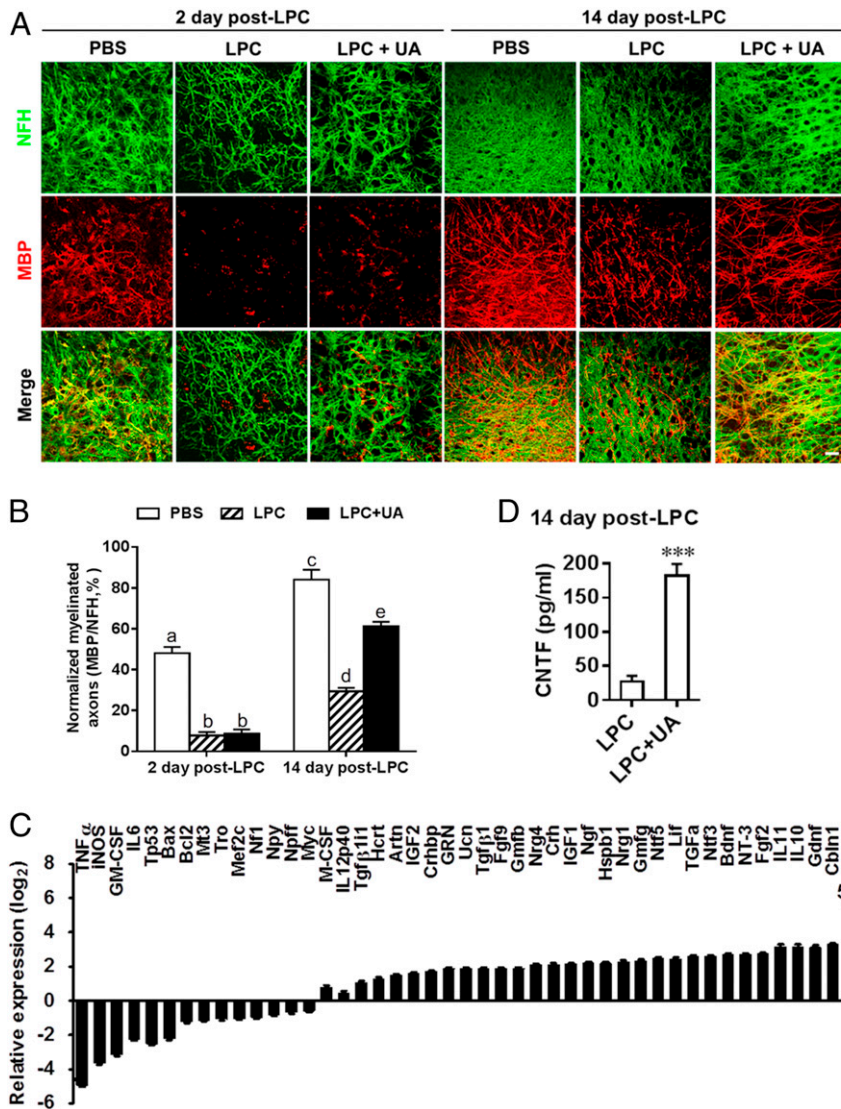 A
2 day post-LPC
14 day post-LPC
PBS
LPC
LPC + UA
PBS
LPC
LPC + UA
NFH
MBP
Merge
B
PBS
LPC
LPC+UA
Normalized myelinated
axons (MBP/NFH,%)
100
80
60
40
20
0
a
b
b
c
d
e
2 day post-LPC
14 day post-LPC
D
14 day post-LPC
CNTF (pg/ml)
200
150
100
50
0
***
LPC
LPC+UA
C
Relative expression (log2)
8
6
4
2
0
-2
-4
-6
TNFα
iNOS
GM-CSF
IL6
Tp53
Bax
Bcl2
Mt3
Tro
Mef2c
Nf1
Npy
Npff
Myc
M-CSF
IL12p40
Tgfβ1I1
Hcrt
Artn
IGF2
Crhbp
GRN
Ucn
Tgfβ1
Fgf9
Gmfb
Nrg4
Crh
IGF1
Ngf
Hspb1
Nrg1
Gmfg
Ntf5
Lif
TGFa
Ntf3
Bdnf
NT-3
Fgf2
IL11
IL10
Gdnf
Cbln1